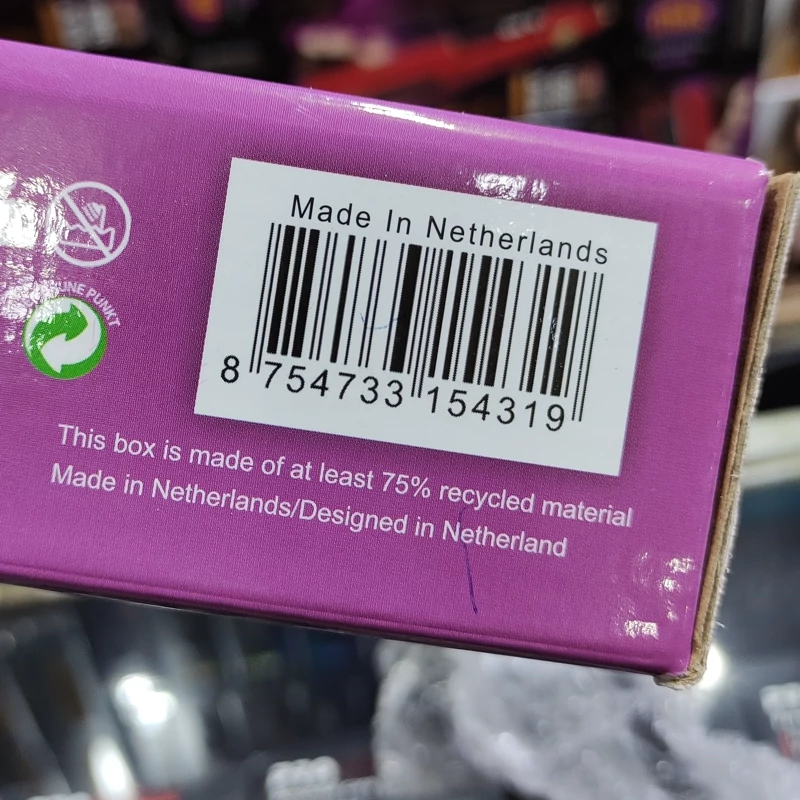 Made In Netherlands
8 754733 154319
PUNKT
This box is made of at least 75% recycled material
Made in Netherlands/Designed in Netherland